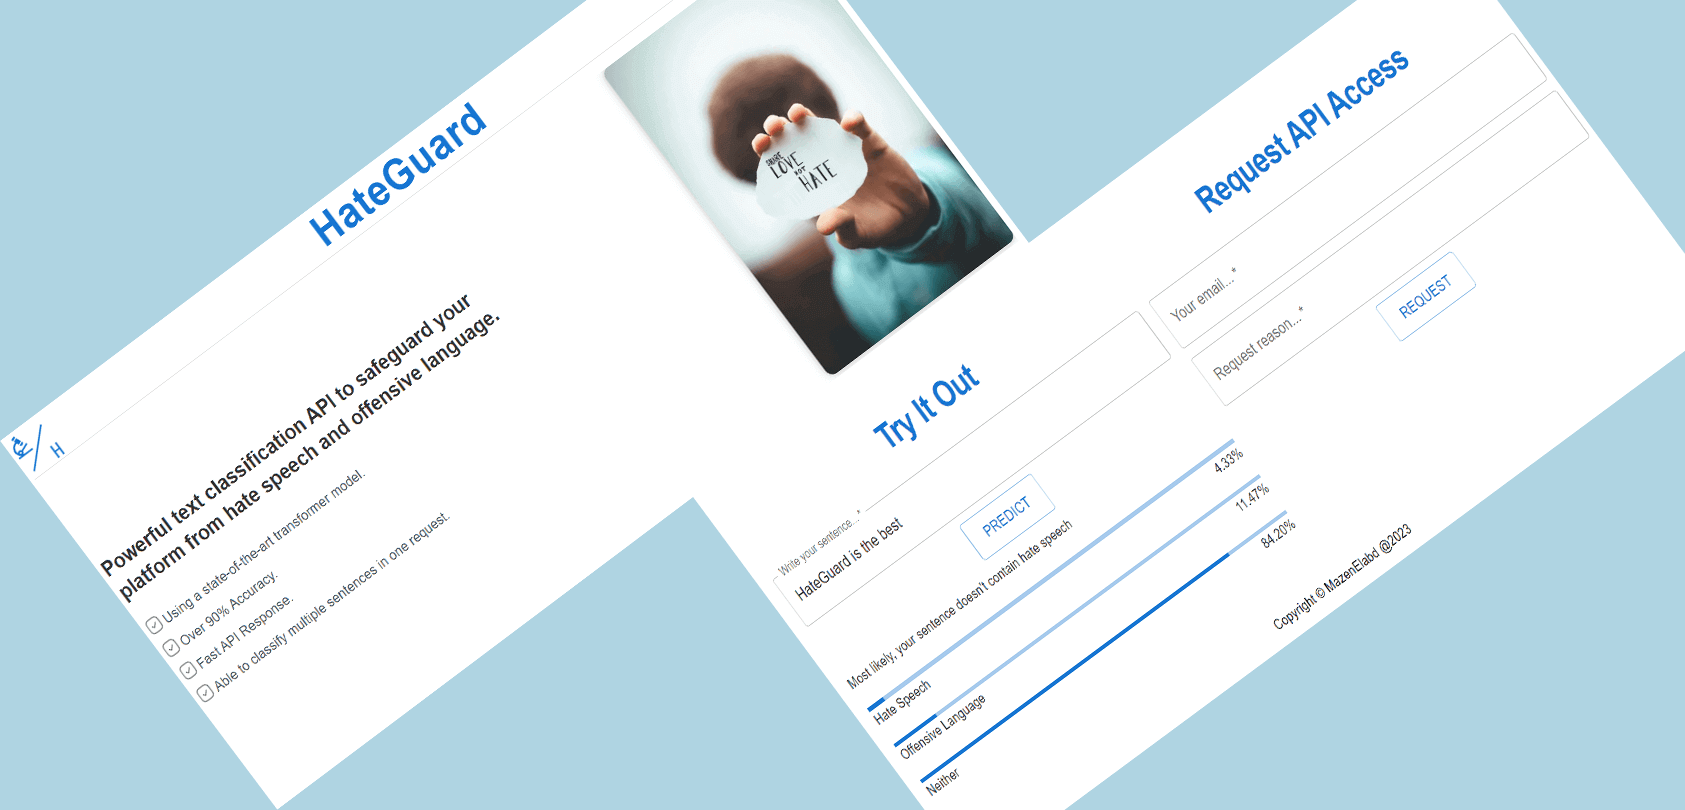 H
HateGuard
Powerful text classification API to safeguard your
platform from hate speech and offensive language.
Using a state-of-the-art transformer model.
Over 90% Accuracy.
Fast API Response.
Able to classify multiple sentences in one request.
SHARE
LOVE
NOT
HATE
Try It Out
Write your sentence...*
HateGuard is the best
PREDICT
Most likely, your sentence doesn't contain hate speech
Hate Speech 4.33%
Offensive Language 11.47%
Neither 84.20%
Request API Access
Your email...*
Request reason...*
REQUEST
Copyright © MazenElabd @2023